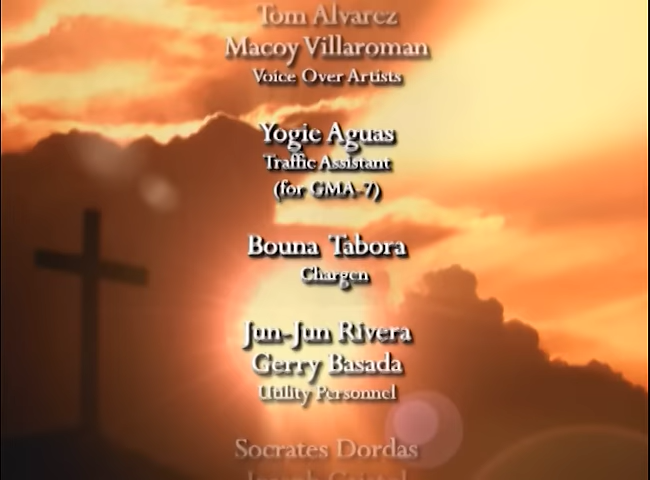 Tom Alvarez
Macoy Villaroman
Voice Over Artists
Yogie Aguas
Traffic Assistant
(for GMA-7)
Bouna Tabora
Chargen
Jun-Jun Rivera
Gerry Basada
Utility Personnel
Socrates Dordas